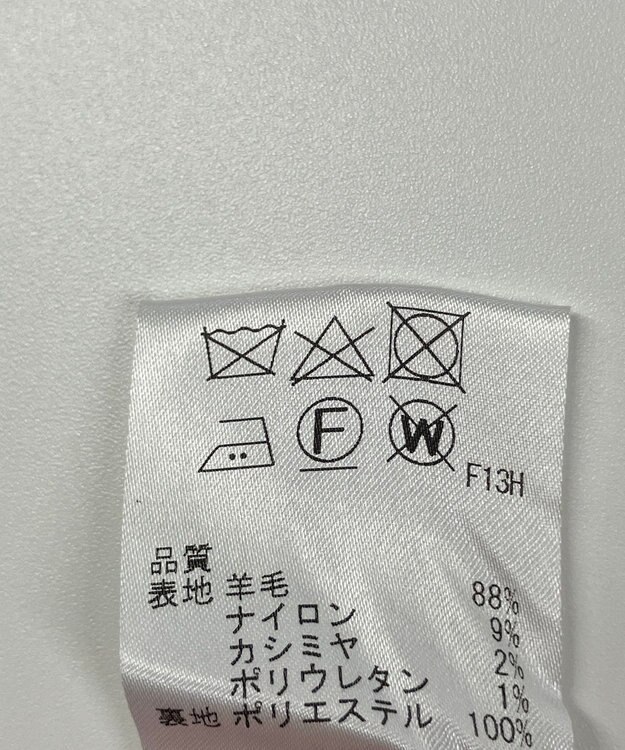 F W
F13H
品質
表地 羊毛 88%
ナイロン 9%
カシミヤ 2%
ポリウレタン 1%
裏地 ポリエステル 100%